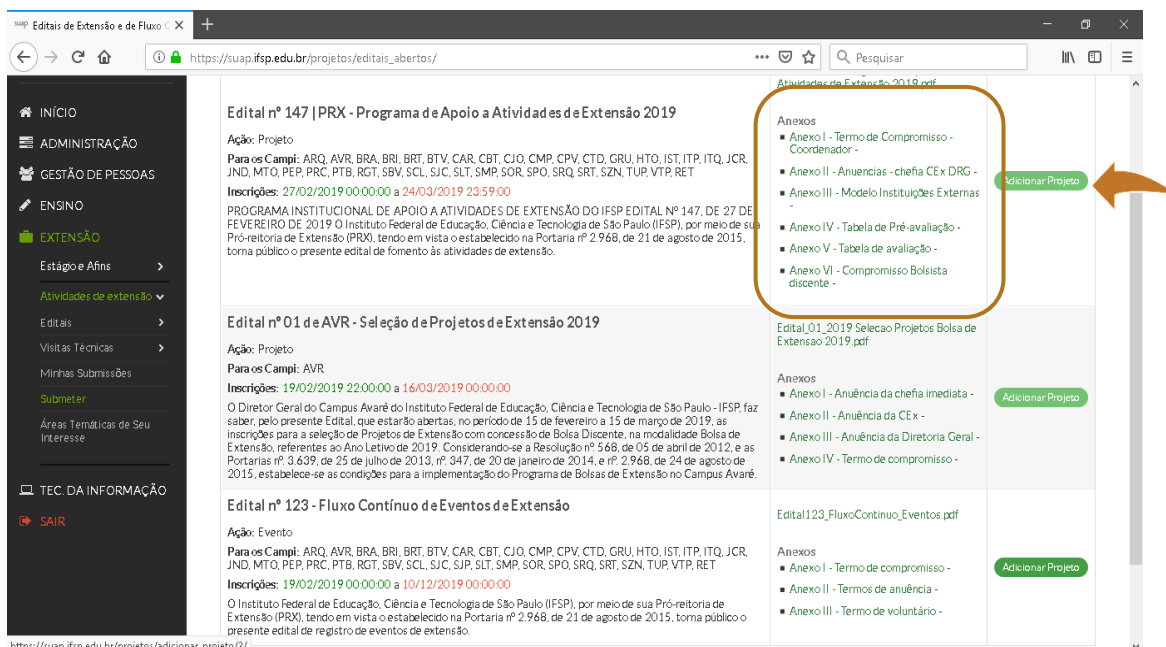 suap Editais de Extensão e de Fluxo C
https://suap.ifsp.edu.br/projetos/editais_abertos/
Pesquisar
INÍCIO
ADMINISTRAÇÃO
GESTÃO DE PESSOAS
ENSINO
EXTENSÃO
Estágio e Afins
Atividades de extensão
Editais
Visitas Técnicas
Minhas Submissões
Submeter
Áreas Temáticas de Seu
Interesse
TEC. DA INFORMAÇÃO
SAIR
Atividades de Extensão 2019.pdf
Edital nº 147 | PRX - Programa de Apoio a Atividades de Extensão 2019
Ação: Projeto
Para os Campi: ARQ, AVR, BRA, BRI, BRT, BTV, CAR, CBT, CJO, CMP, CPV, CTD, GRU, HTO, IST, ITP, ITQ, JCR,
JND, MTO, PEP, PRC, PTB, RGT, SBV, SCL, SJC, SLT, SMP, SOR, SPO, SRQ, SRT, SZN, TUP, VTP, RET
Inscrições: 27/02/2019 00:00:00 a 24/03/2019 23:59:00
PROGRAMA INSTITUCIONAL DE APOIO A ATIVIDADES DE EXTENSÃO DO IFSP EDITAL Nº 147, DE 27 DE
FEVEREIRO DE 2019 O Instituto Federal de Educação, Ciência e Tecnologia de São Paulo (IFSP), por meio de sua
Pró-reitoria de Extensão (PRX), tendo em vista o estabelecido na Portaria nº 2.968, de 21 de agosto de 2015,
torna público o presente edital de fomento às atividades de extensão.
Anexos
Anexo I - Termo de Compromisso -
Coordenador -
Anexo II - Anuencias - chefia CEx DRG -
Anexo III - Modelo Instituições Externas
-
Anexo IV - Tabela de Pré-avaliação -
Anexo V - Tabela de avaliação -
Anexo VI - Compromisso Bolsista
discente -
Adicionar Projeto
Edital nº 01 de AVR - Seleção de Projetos de Extensão 2019
Ação: Projeto
Para os Campi: AVR
Inscrições: 19/02/2019 22:00:00 a 16/03/2019 00:00:00
O Diretor Geral do Campus Avaré do Instituto Federal de Educação, Ciência e Tecnologia de São Paulo - IFSP, faz
saber, pelo presente Edital, que estarão abertas, no período de 15 de fevereiro a 15 de março de 2019, as
inscrições para a seleção de Projetos de Extensão com concessão de Bolsa Discente, na modalidade Bolsa de
Extensão, referentes ao Ano Letivo de 2019. Considerando-se a Resolução nº 568, de 05 de abril de 2012, e as
Portarias nº. 3.639, de 25 de julho de 2013, nº. 347, de 20 de janeiro de 2014, e nº. 2.968, de 24 de agosto de
2015, estabelece-se as condições para a implementação do Programa de Bolsas de Extensão no Campus Avaré.
Edital_01_2019 Selecao Projetos Bolsa de
Extensao 2019.pdf
Anexos
Anexo I - Anuência da chefia imediata -
Anexo II - Anuência da CEx -
Anexo III - Anuência da Diretoria Geral -
Anexo IV - Termo de compromisso -
Adicionar Projeto
Edital nº 123 - Fluxo Contínuo de Eventos de Extensão
Ação: Evento
Para os Campi: ARQ, AVR, BRA, BRI, BRT, BTV, CAR, CBT, CJO, CMP, CPV, CTD, GRU, HTO, IST, ITP, ITQ, JCR,
JND, MTO, PEP, PRC, PTB, RGT, SBV, SCL, SJC, SJP, SLT, SMP, SOR, SPO, SRQ, SRT, SZN, TUP, VTP, RET
Inscrições: 19/02/2019 00:00:00 a 10/12/2019 00:00:00
O Instituto Federal de Educação, Ciência e Tecnologia de São Paulo (IFSP), por meio de sua Pró-reitoria de
Extensão (PRX), tendo em vista o estabelecido na Portaria nº 2.968, de 21 de agosto de 2015, torna público o
presente edital de registro de eventos de extensão.
Edital123_FluxoContinuo_Eventos.pdf
Anexos
Anexo I - Termo de compromisso -
Anexo II - Termos de anuência -
Anexo III - Termo de voluntário -
Adicionar Projeto
https://suap.ifsp.edu.br/projetos/adicionar_projeto/2/